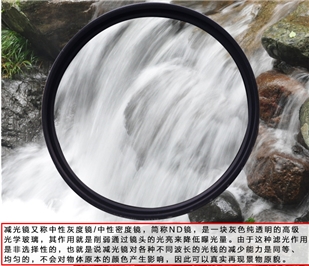 减光镜又称中性灰度镜/中性密度镜，简称ND镜，是一块灰色纯透明的高级
光学玻璃。其作用就是削弱透过镜头的光亮来降低曝光量。由于这种滤光作用
是非选择性的，也就是说减光镜对各种不同波长的光线的减少能力是同等、
均匀的，不会对物体原本的颜色产生影响，因此可以真实再现景物原貌。